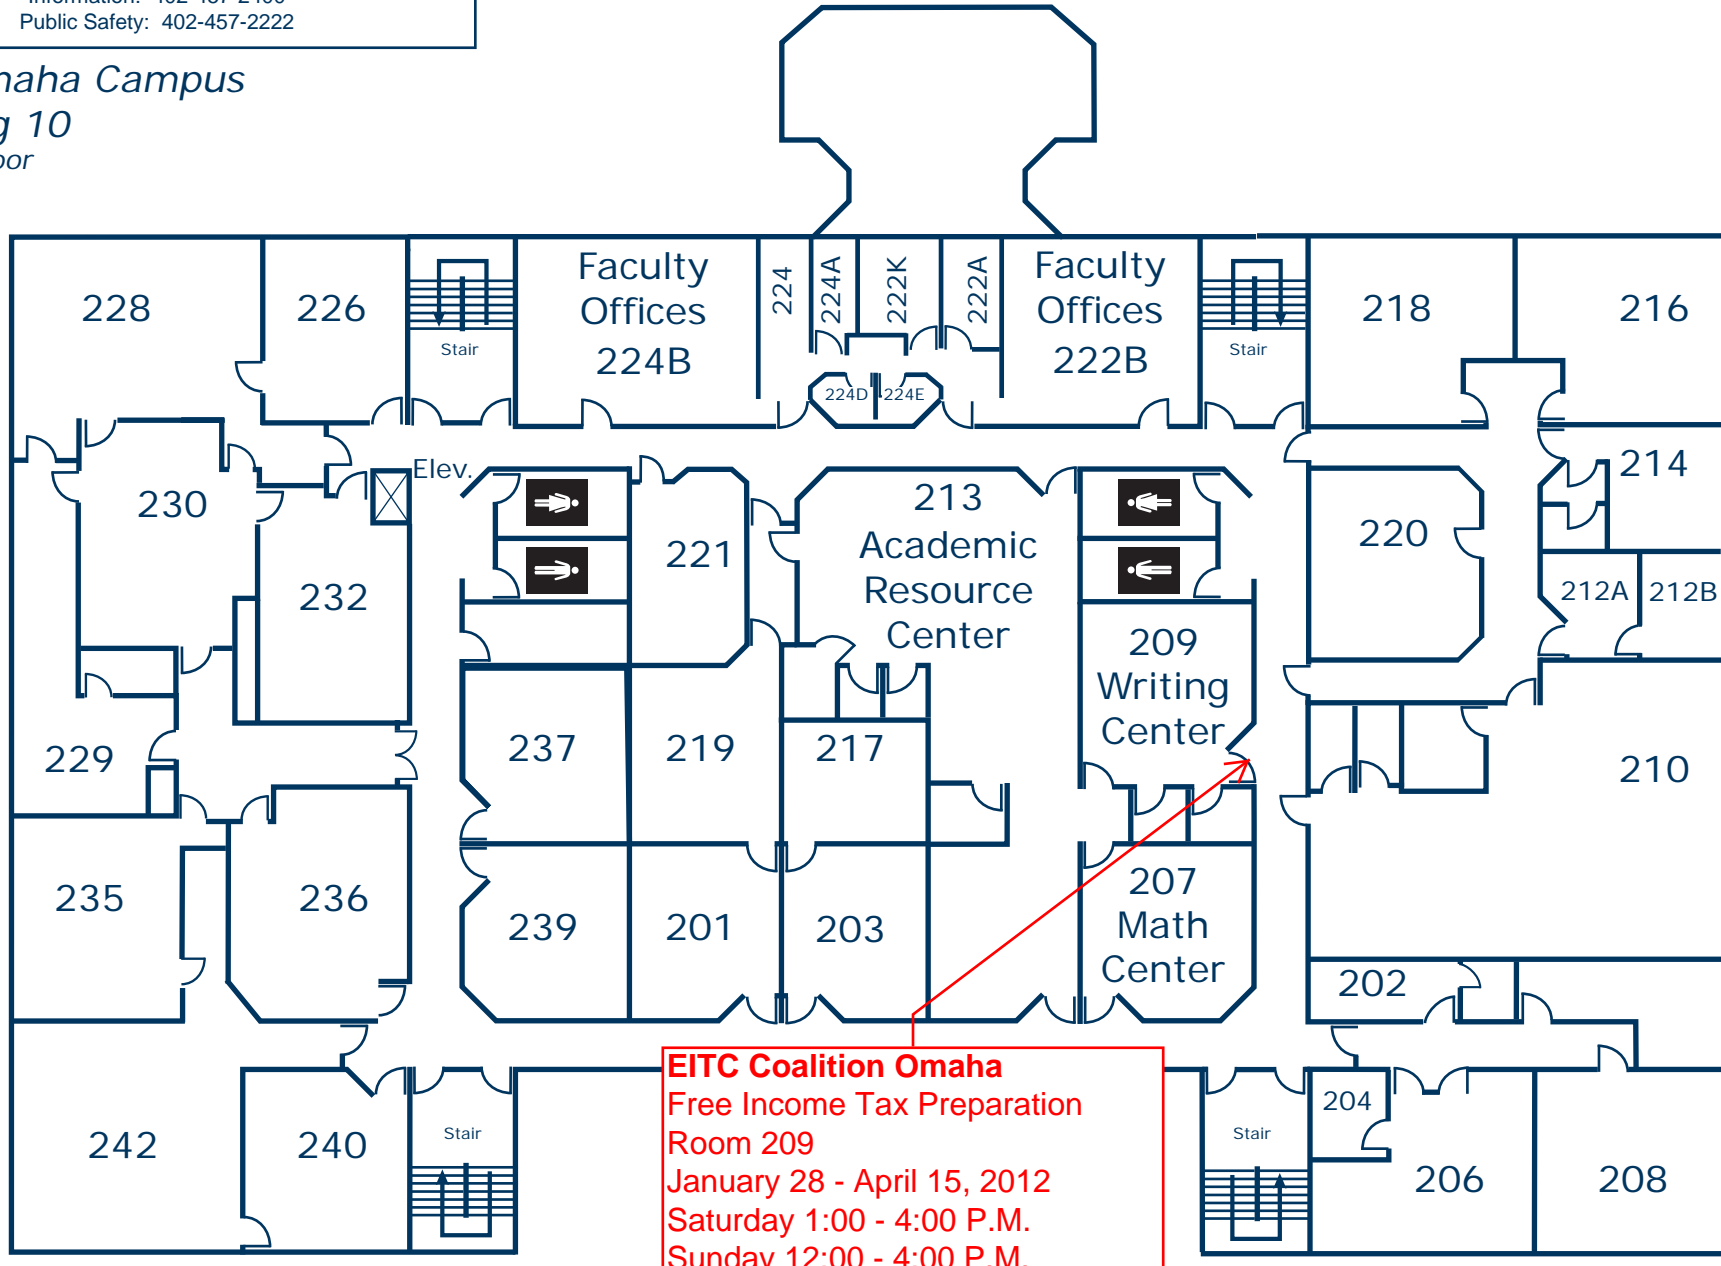 Public Safety: 402-457-2222
maha Campus
g 10
oor
228
226
Stair
Faculty
Offices
224B
224
224A
222K
222A
Faculty
Offices
222B
Stair
218
216
224D
224E
Elev.
230
232
221
213
Academic
Resource
Center
220
214
212A
212B
209
Writing
Center
229
237
219
217
210
235
236
239
201
203
207
Math
Center
202
242
240
Stair
EITC Coalition Omaha
Free Income Tax Preparation
Room 209
January 28 - April 15, 2012
Saturday 1:00 - 4:00 P.M.
Sunday 12:00 - 4:00 P.M.
Stair
204
206
208